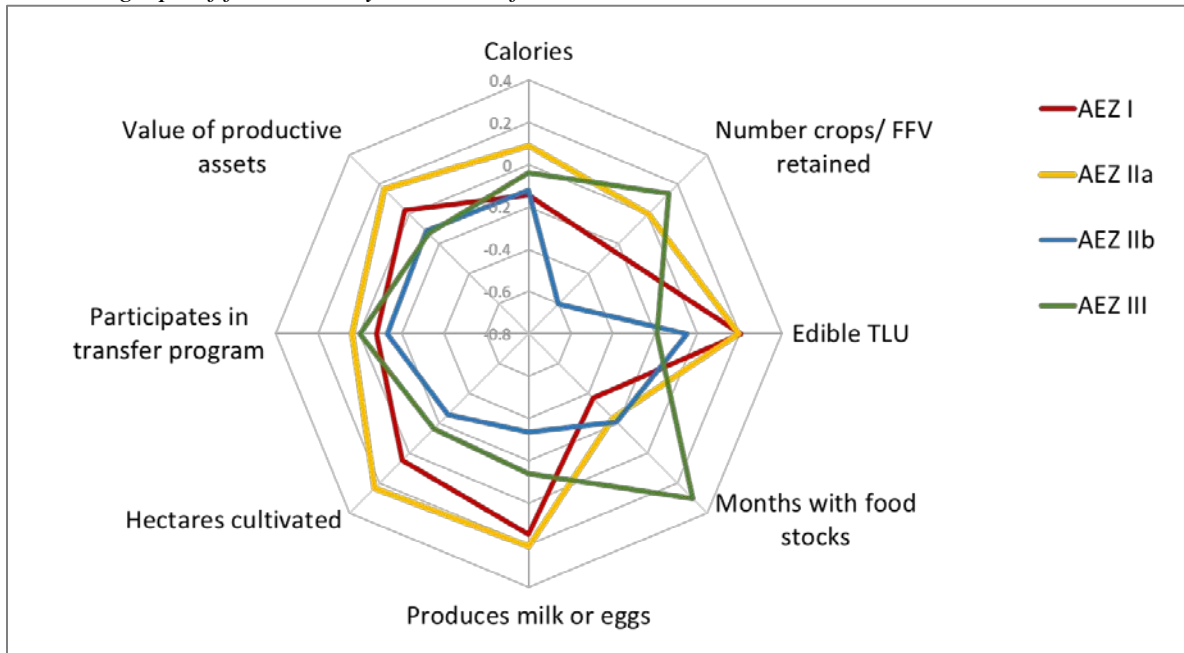 Calories
0.4
0.2
0
-0.2
-0.4
-0.6
-0.8
Number crops/ FFV
retained
Edible TLU
Months with food
stocks
Produces milk or eggs
Hectares cultivated
Participates in
transfer program
Value of productive
assets
AEZ I
AEZ IIa
AEZ IIb
AEZ III